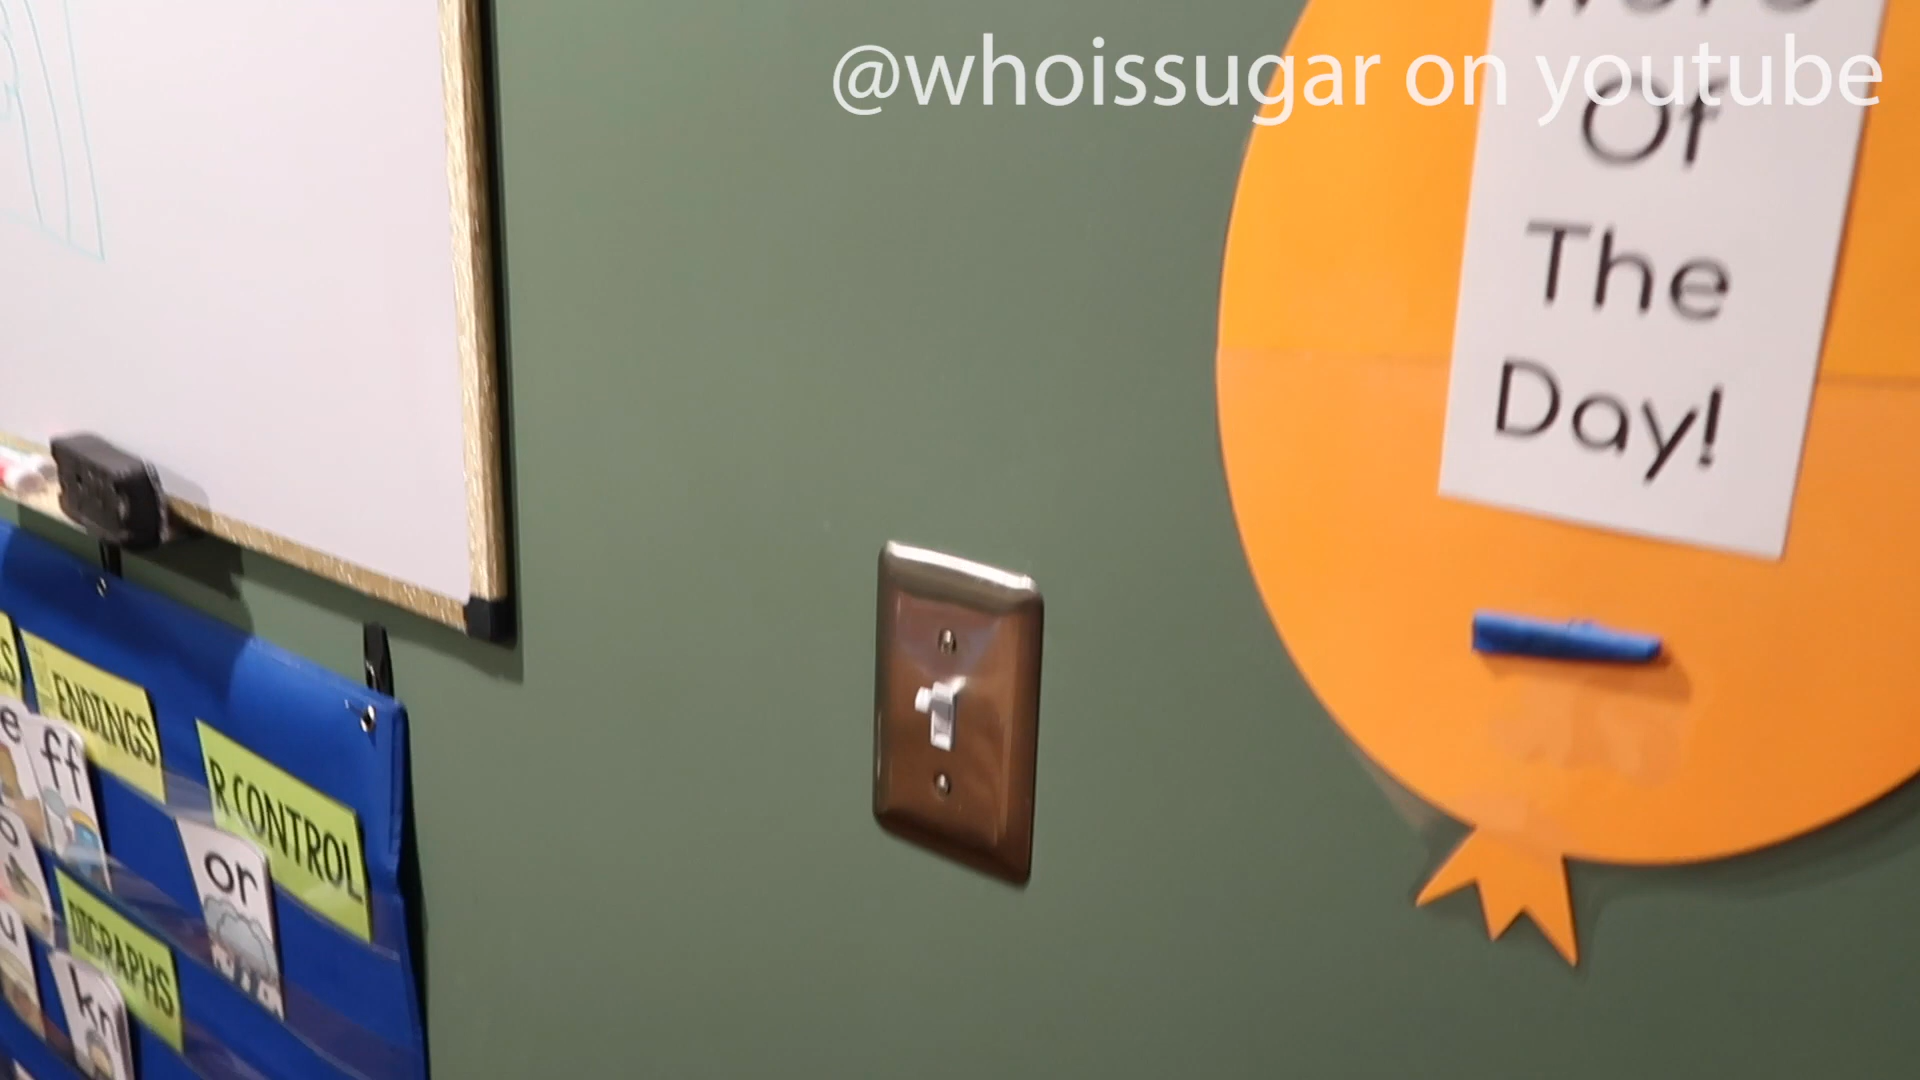 @whoissugar on youtube
Of
The
Day!
ENDINGS
ff
R CONTROL
or
DIGRAPHS
kn